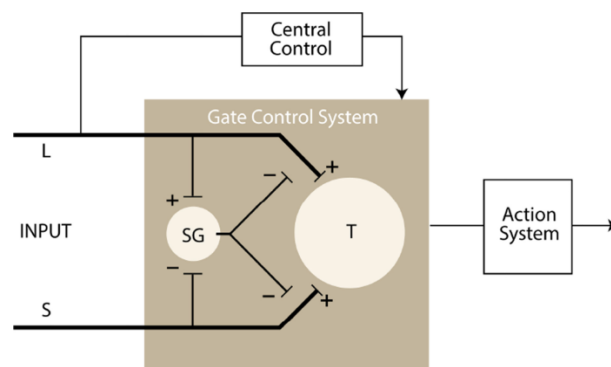 Central
Control
Gate Control System
L
+
+
−
INPUT
SG
T
Action
System
−
−
+
S